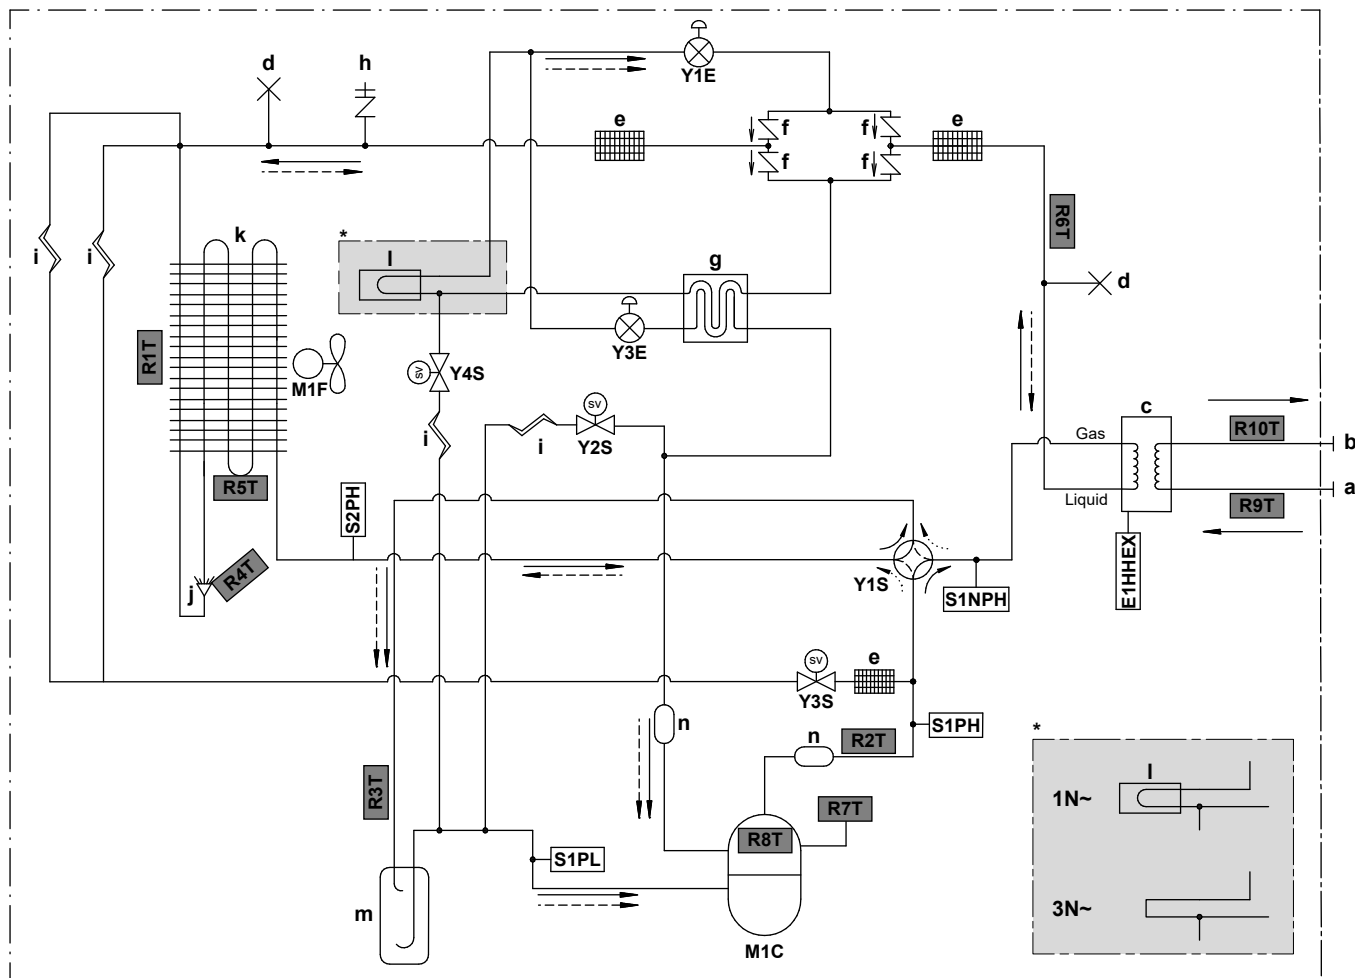 Y1E
d
h
e
f
f
e
f
f
R6T
k
*
l
g
d
i
i
R1T
M1F
Y3E
SV
Y4S
SV
i
i
Y2S
c
Gas
R10T
b
R5T
S2PH
Liquid
R9T
a
R4T
j
Y1S
S1NPH
E1HHEX
SV
e
Y3S
n
S1PH
n
R2T
*
R3T
R7T
l
1N~
R8T
S1PL
m
3N~
M1C